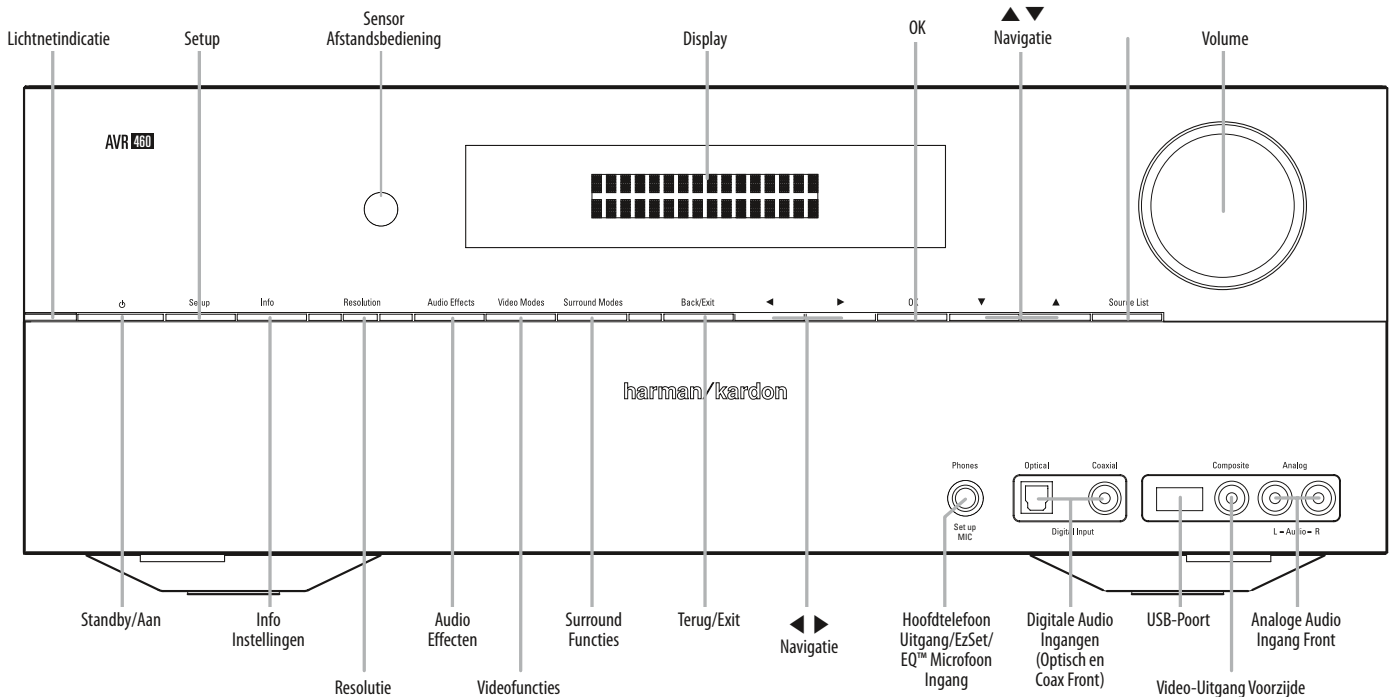 Sensor
Afstandsbediening
Lichtnetindicatie
Setup
Display
OK
▲ ▼
Navigatie
Volume
AVR 460
Setup
Info
Resolution
Audio Effects
Video Modes
Surround Modes
Back/Exit
◀
▶
OK
▼
▲
Source List
harman/kardon
Phones
Optical
Coaxial
Composite
Analog
Set up
MIC
Digital Input
L – Audio – R
Standby/Aan
Info
Instellingen
Resolutie
Audio
Effecten
Videofuncties
Surround
Functies
Terug/Exit
◀ ▶
Navigatie
Hoofdtelefoon
Uitgang/EzSet/
EQ™ Microfoon
Ingang
Digitale Audio
Ingangen
(Optisch en
Coax Front)
USB-Poort
Video-Uitgang Voorzijde
Analoge Audio
Ingang Front